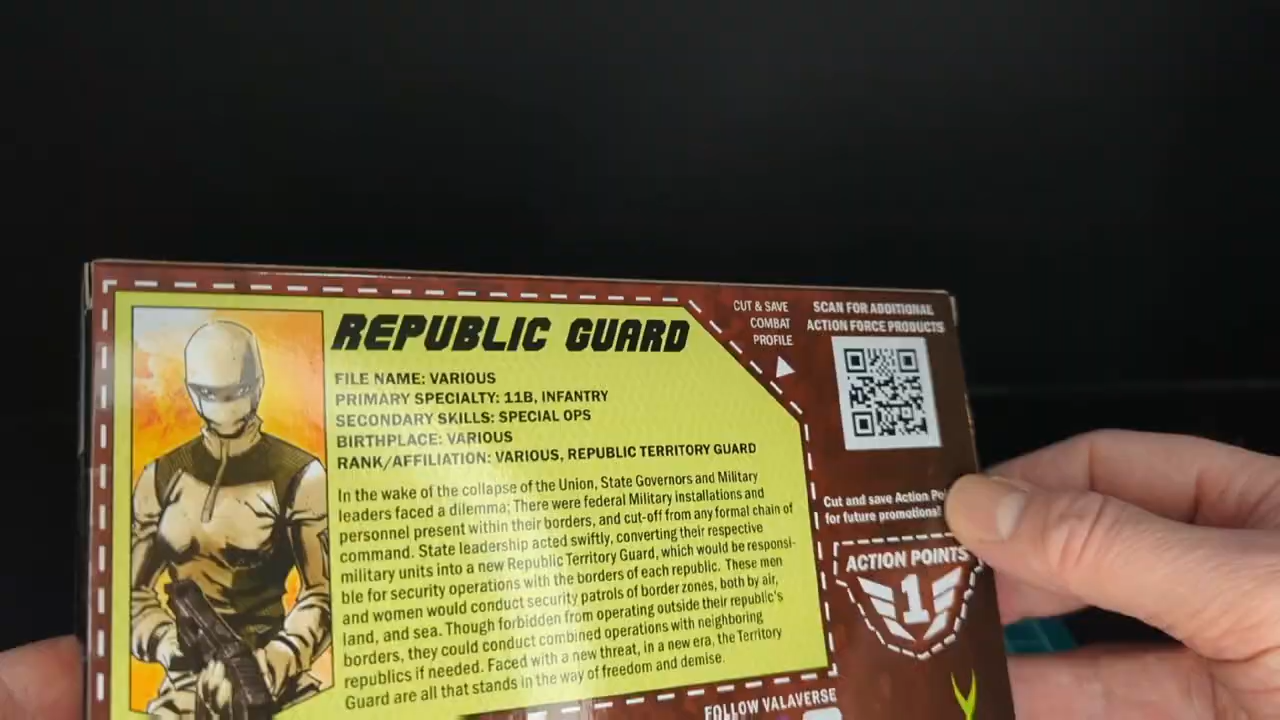 REPUBLIC GUARD
FILE NAME: VARIOUS
PRIMARY SPECIALTY: 11B, INFANTRY
SECONDARY SKILLS: SPECIAL OPS
BIRTHPLACE: VARIOUS
RANK/AFFILIATION: VARIOUS, REPUBLIC TERRITORY GUARD
In the wake of the collapse of the Union, State Governors and Military
leaders faced a dilemma; There were federal Military installations and
personnel present within their borders, and cut-off from any formal chain of
command. State leadership acted swiftly, converting their respective
military units into a new Republic Territory Guard, which would be responsi-
ble for security operations with the borders of each republic. These men
and women would conduct security patrols of border zones, both by air,
land, and sea. Though forbidden from operating outside their republic's
borders, they could conduct combined operations with neighboring
republics if needed. Faced with a new threat, in a new era, the Territory
Guard are all that stands in the way of freedom and demise.
CUT & SAVE
COMBAT
PROFILE
SCAN FOR ADDITIONAL
ACTION FORCE PRODUCTS
Cut and save Action
for future promotions!
ACTION POINTS
1
FOLLOW VALAVERSE